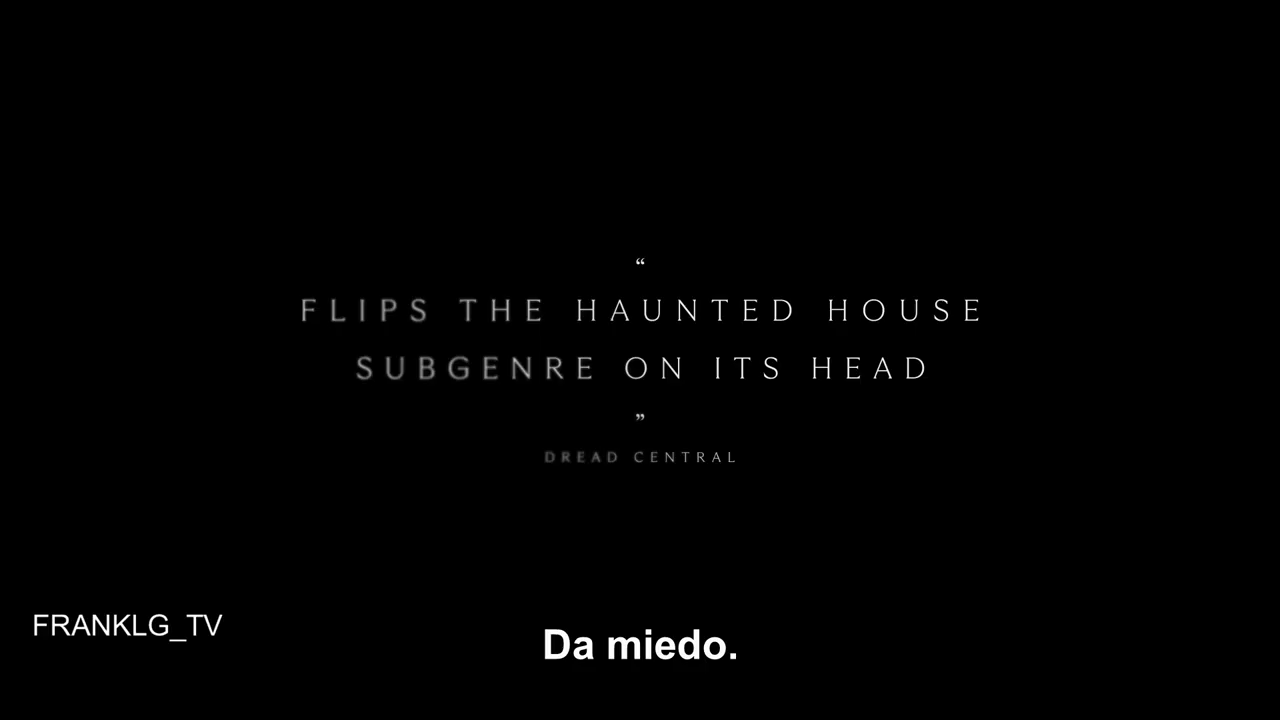 “
FLIPS THE HAUNTED HOUSE
SUBGENRE ON ITS HEAD
”
DREAD CENTRAL
FRANKLG_TV
Da miedo.